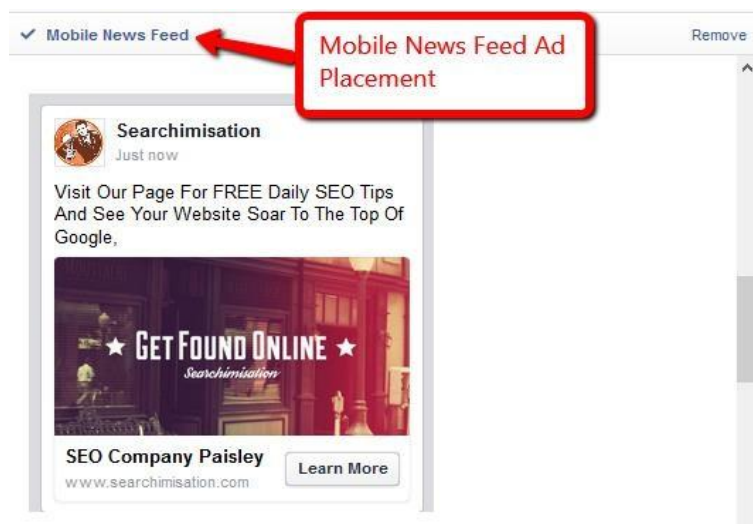 Mobile News Feed
Mobile News Feed Ad
Placement
Remove
Searchimisation
Just now
Visit Our Page For FREE Daily SEO Tips
And See Your Website Soar To The Top Of
Google,
GET FOUND ONLINE
Searchimisation
SEO Company Paisley
www.searchimisation.com
Learn More